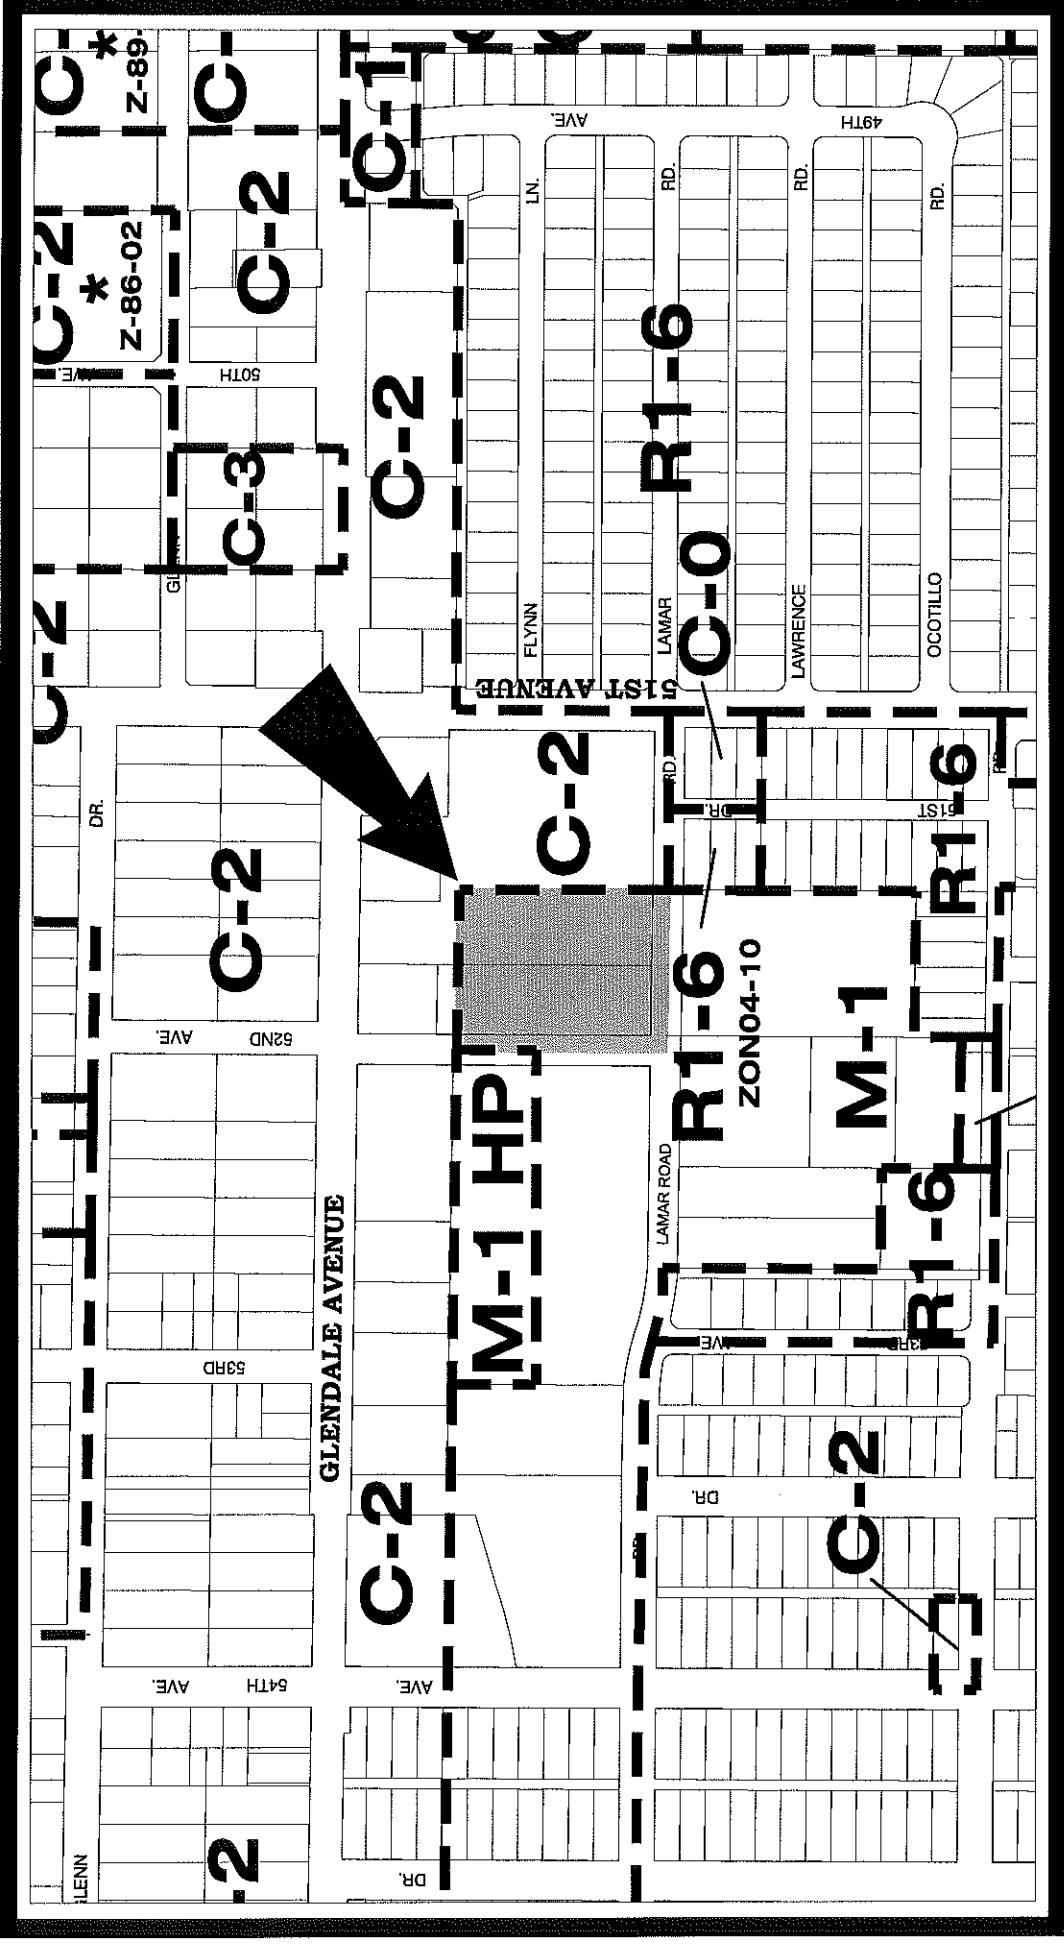 C-
*
Z-89-
C-
C-1
C-1
C-2
*
Z-86-02
C-2
AVE.
49TH
LN.
RD.
RD.
RD.
50TH
C-2
C-3
R1-6
C-2
FLYNN
LAMAR
LAWRENCE
OCOTILLO
C-O
51ST AVENUE
DR.
C-2
C-2
RD.
DR.
51ST
R1-6
AVE.
52ND
R1-6
ZON04-10
M-1
M-1 HP
LAMAR ROAD
R1-6
GLENDALE AVENUE
53RD
AVE
53RD
C-2
DR.
C-2
AVE.
54TH
AVE.
GLENN
-2
DR.